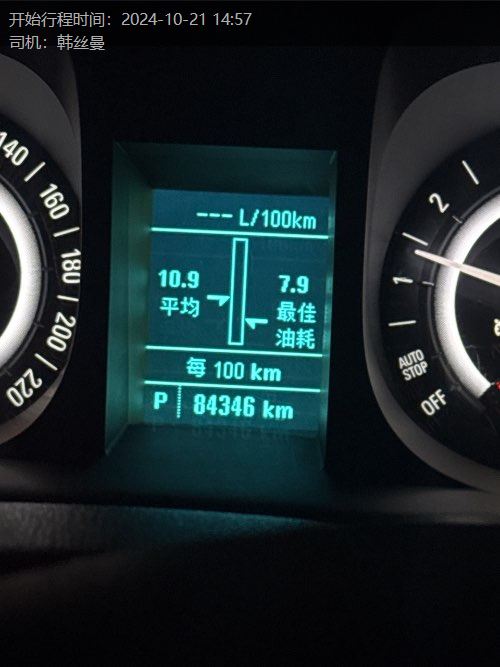 开始行程时间：2024-10-21 14:57
司机：韩丝曼
140
160
180
200
220
--- L/100km
10.9
平均
7.9
最佳
油耗
每 100 km
P 84346 km
2
1
AUTO
STOP
OFF